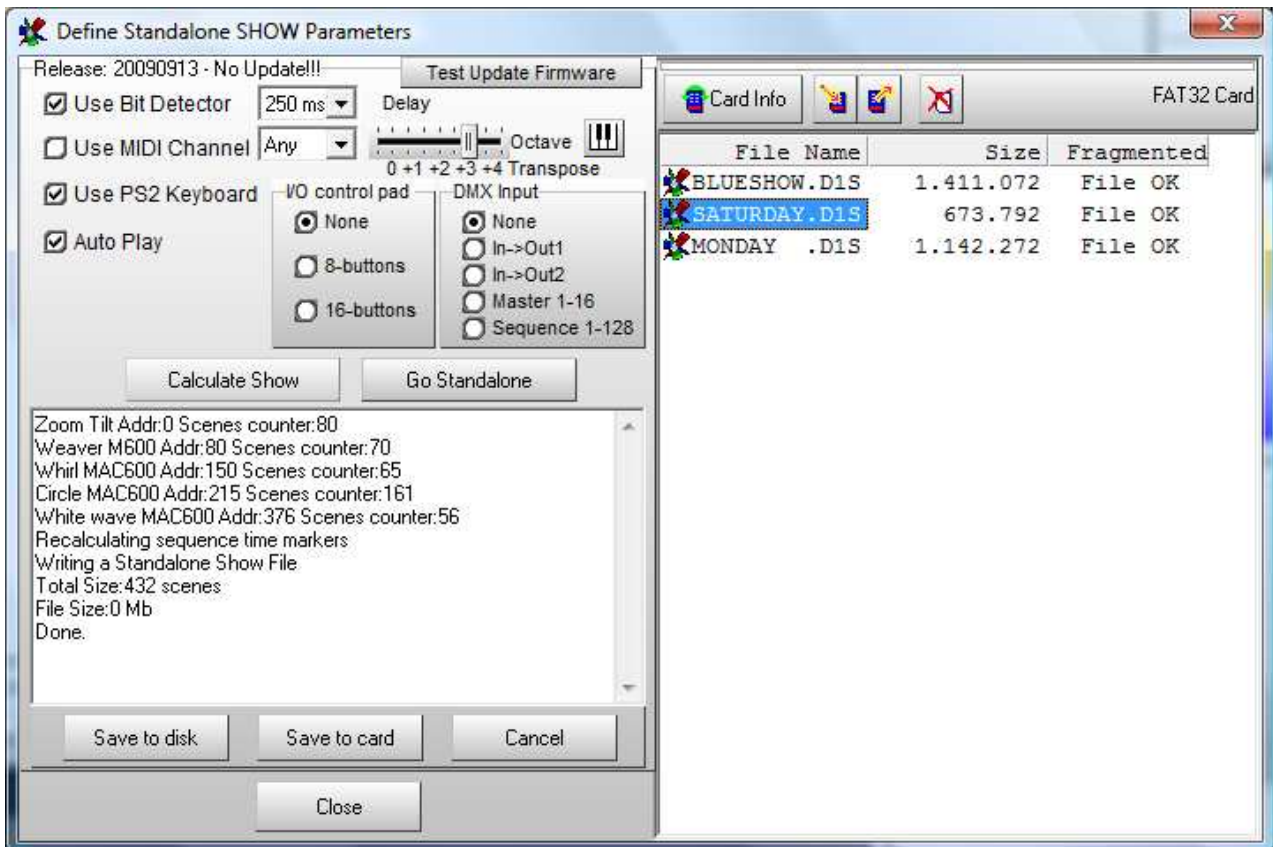 Define Standalone SHOW Parameters
Release: 20090913 - No Update!!!
Test Update Firmware
Use Bit Detector
250 ms
Delay
Use MIDI Channel
Any
Octave
0 +1 +2 +3 +4 Transpose
Use PS2 Keyboard
Auto Play
I/O control pad
None
8-buttons
16-buttons
DMX Input
None
In->Out1
In->Out2
Master 1-16
Sequence 1-128
Calculate Show
Go Standalone
Zoom Tilt Addr:0 Scenes counter:80
Weaver M600 Addr:80 Scenes counter:70
Whirl MAC600 Addr:150 Scenes counter:65
Circle MAC600 Addr:215 Scenes counter:161
White wave MAC600 Addr:376 Scenes counter:56
Recalculating sequence time markers
Writing a Standalone Show File
Total Size:432 scenes
File Size:0 Mb
Done.
Save to disk
Save to card
Cancel
Close
Card Info
FAT32 Card
File Name Size Fragmented
BLUESHOW.D1S 1.411.072 File OK
SATURDAY.D1S 673.792 File OK
MONDAY .D1S 1.142.272 File OK